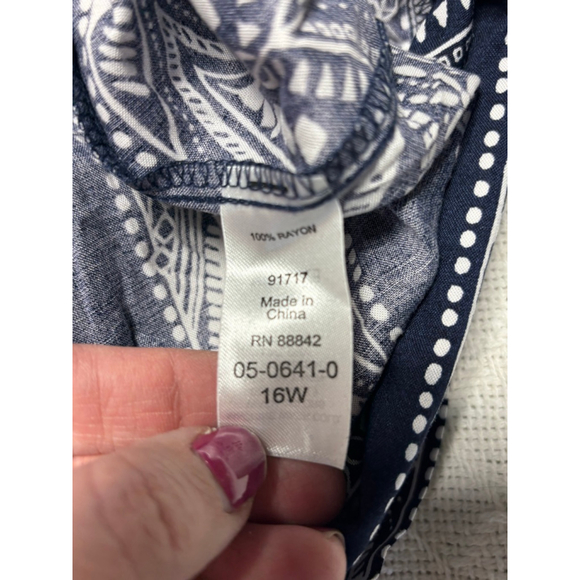 100% RAYON
91717
Made in
China
RN 88842
05-0641-0
16W